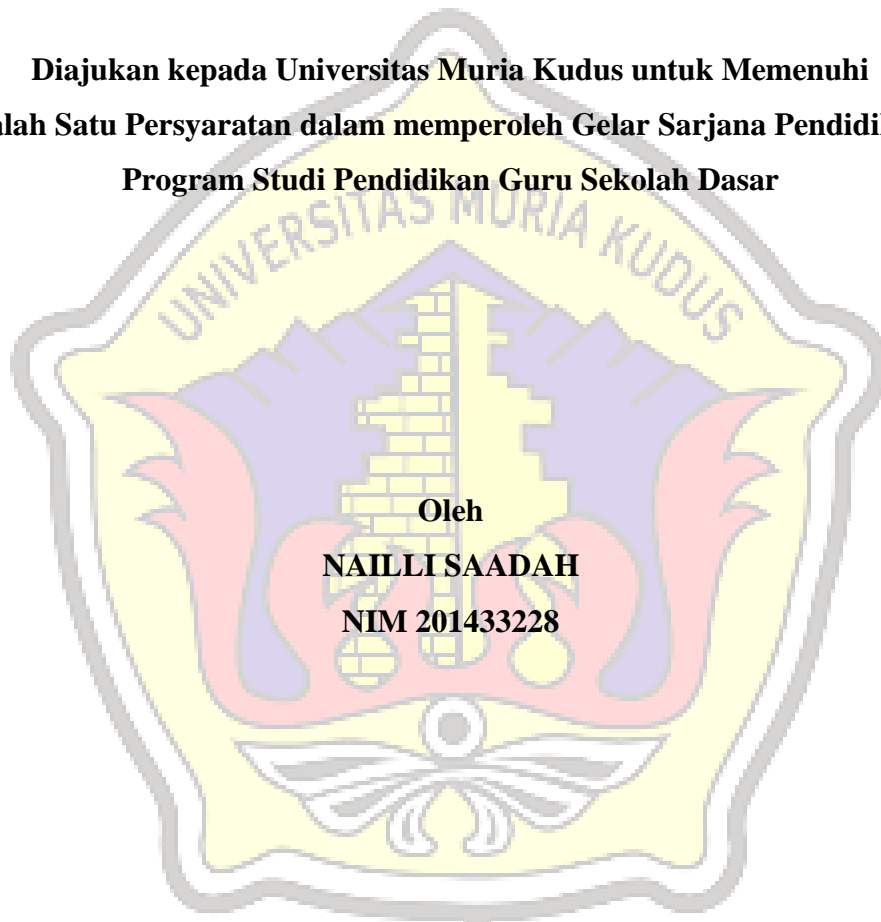 Diajukan kepada Universitas Muria Kudus untuk Memenuhi
alah Satu Persyaratan dalam memperoleh Gelar Sarjana Pendidi
Program Studi Pendidikan Guru Sekolah Dasar
UNIVERSITAS MURIA KUDUS
Oleh
NAILLI SAADAH
NIM 201433228